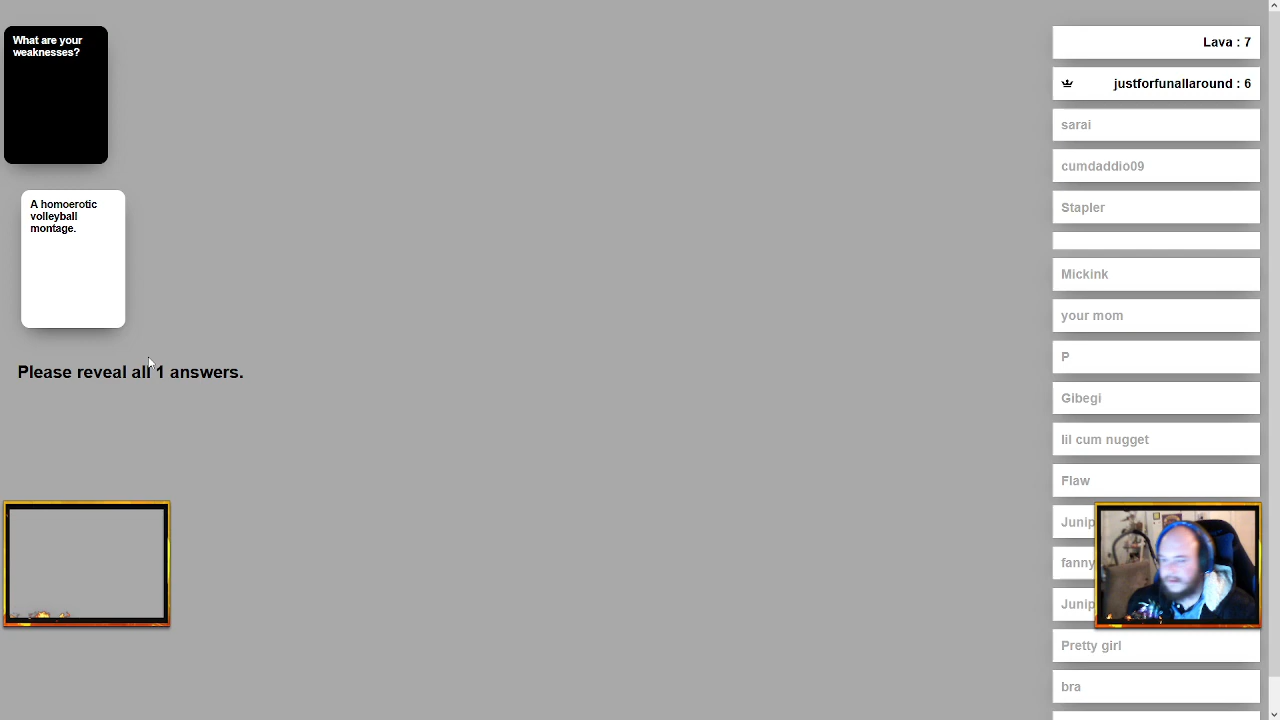 What are your
weaknesses?
A homoerotic
volleyball
montage.
Please reveal all 1 answers.
Lava : 7
justforfunallaround : 6
sarai
cumdaddio09
Stapler
Mickink
your mom
P
Gibegi
lil cum nugget
Flaw
Junip
fanny
Junip
Pretty girl
bra